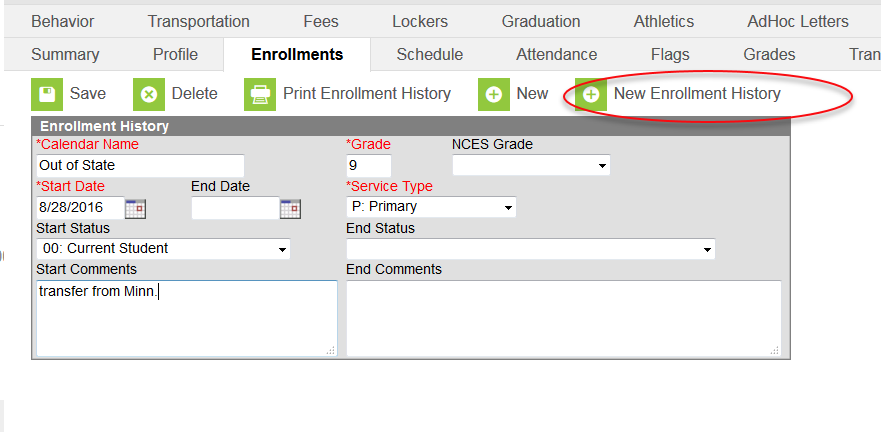 Behavior Transportation Fees Lockers Graduation Athletics AdHoc Letters
Summary Profile Enrollments Schedule Attendance Flags Grades Tran
Save Delete Print Enrollment History New New Enrollment History
Enrollment History
*Calendar Name *Grade NCES Grade
Out of State 9
*Start Date End Date *Service Type
8/28/2016 P: Primary
Start Status End Status
00: Current Student
Start Comments End Comments
transfer from Minn.